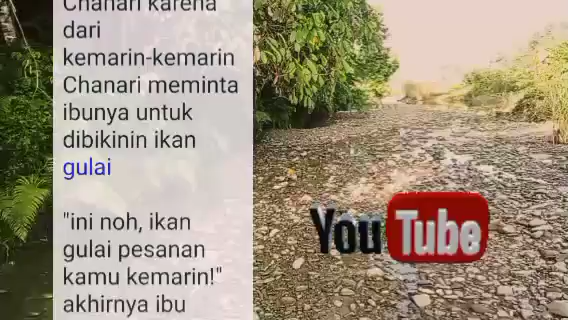 Chanari karena
dari
kemarin-kemarin
Chanari meminta
ibunya untuk
dibikinin ikan
gulai
"ini noh, ikan
gulai pesanan
kamu kemarin!"
akhirnya ibu
YouTube